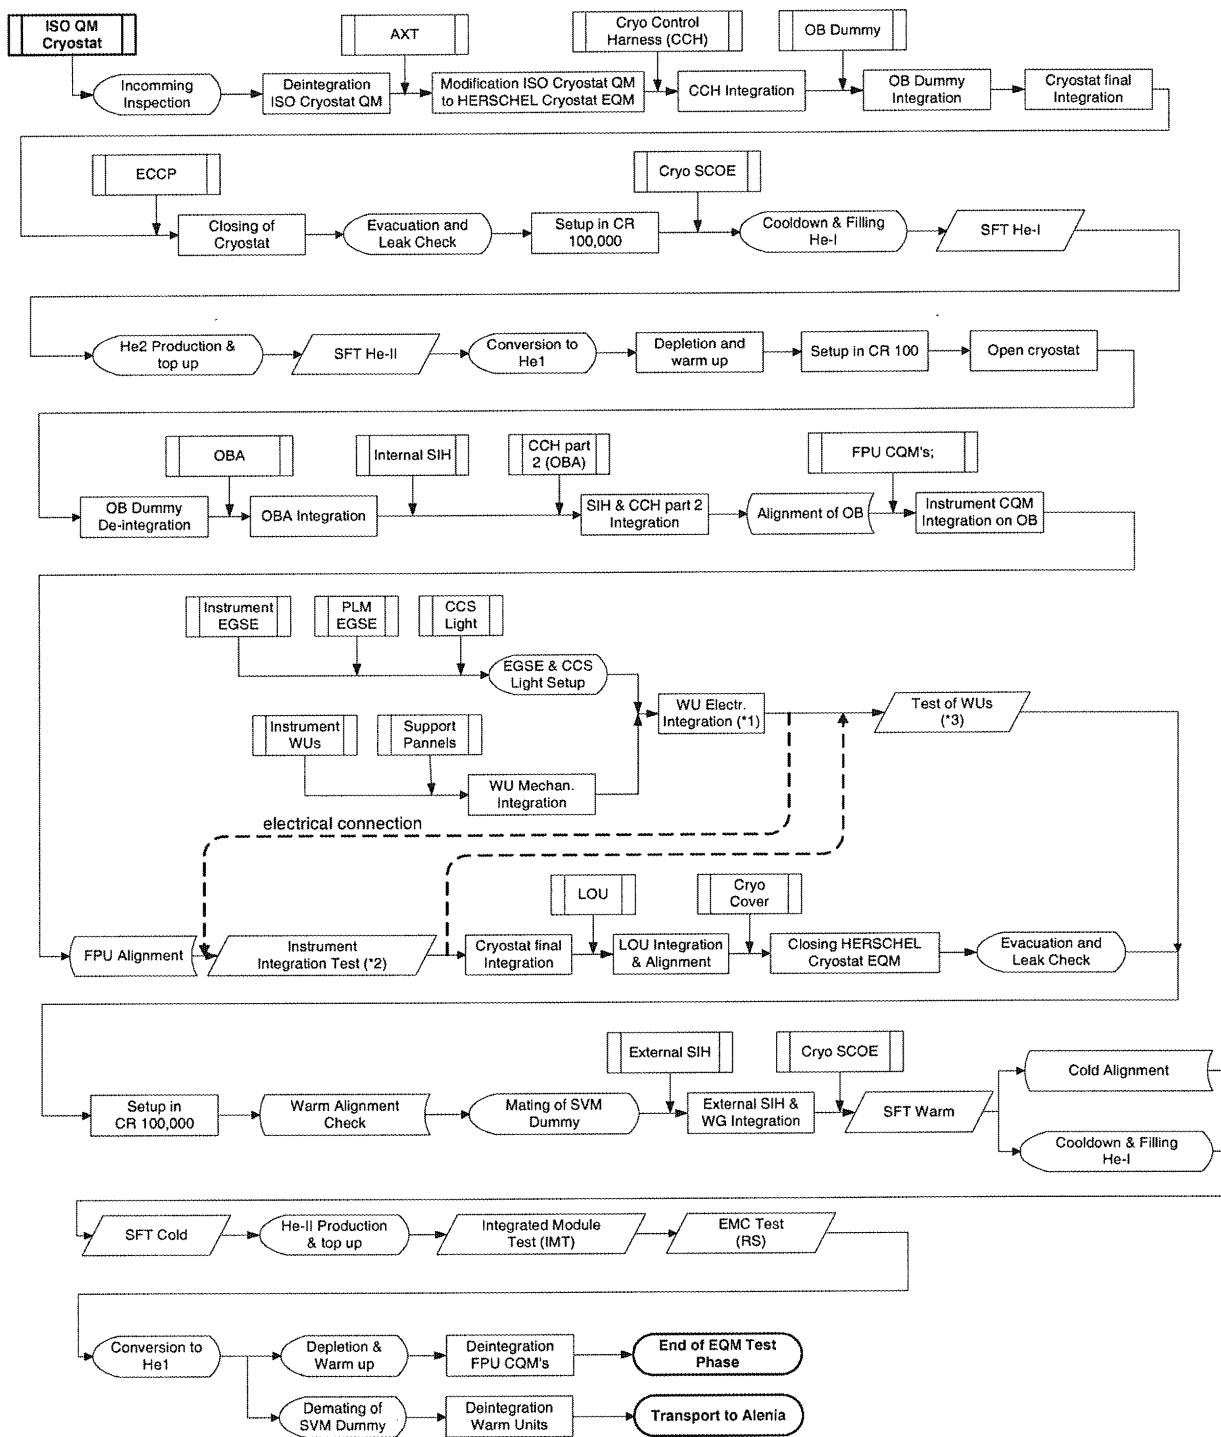 ISO QM
Cryostat
AXT
Cryo Control
Harness (CCH)
OB Dummy
Incomming
Inspection
Deintegration
ISO Cryostat QM
Modification ISO Cryostat QM
to HERSCHEL Cryostat EQM
CCH Integration
OB Dummy
Integration
Cryostat final
Integration
ECCP
Cryo SCOE
Closing of
Cryostat
Evacuation and
Leak Check
Setup in CR
100,000
Cooldown & Filling
He-I
SFT He-I
He2 Production &
top up
SFT He-II
Conversion to
He1
Depletion and
warm up
Setup in CR 100
Open cryostat
OBA
Internal SIH
CCH part
2 (OBA)
FPU CQM's;
OB Dummy
De-integration
OBA Integration
SIH & CCH part 2
Integration
Alignment of OB
Instrument CQM
Integration on OB
Instrument
EGSE
PLM
EGSE
CCS
Light
EGSE & CCS
Light Setup
WU Electr.
Integration (*1)
Test of WUs
(*3)
Instrument
WUs
Support
Pannels
WU Mechan.
Integration
electrical connection
LOU
Cryo
Cover
FPU Alignment
Instrument
Integration Test (*2)
Cryostat final
Integration
LOU Integration
& Alignment
Closing HERSCHEL
Cryostat EQM
Evacuation and
Leak Check
External SIH
Cryo SCOE
Cold Alignment
Setup in
CR 100,000
Warm Alignment
Check
Mating of SVM
Dummy
External SIH &
WG Integration
SFT Warm
Cooldown & Filling
He-I
SFT Cold
He-II Production
& top up
Integrated Module
Test (IMT)
EMC Test
(RS)
Conversion to
He1
Depletion &
Warm up
Deintegration
FPU CQM's
End of EQM Test
Phase
Demating of
SVM Dummy
Deintegration
Warm Units
Transport to Alenia